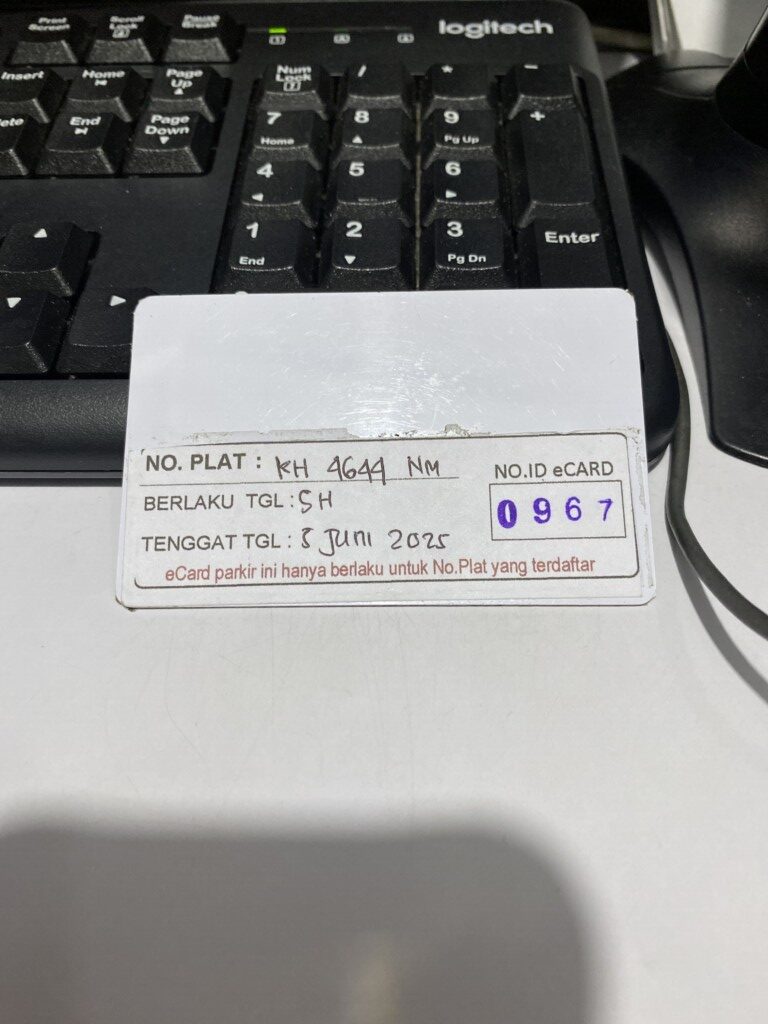 Print Screen
Scroll Lock
Pause Break
logitech
Insert
Home
Page Up
Num Lock
/
*
-
End
Page Down
7 Home
8
9 Pg Up
+
4
5
6
1 End
2
3 Pg Dn
Enter
NO. PLAT : KH 4644 NM
NO.ID eCARD
BERLAKU TGL : SH
0967
TENGGAT TGL : JUNI 2025
eCard parkir ini hanya berlaku untuk No.Plat yang terdaftar